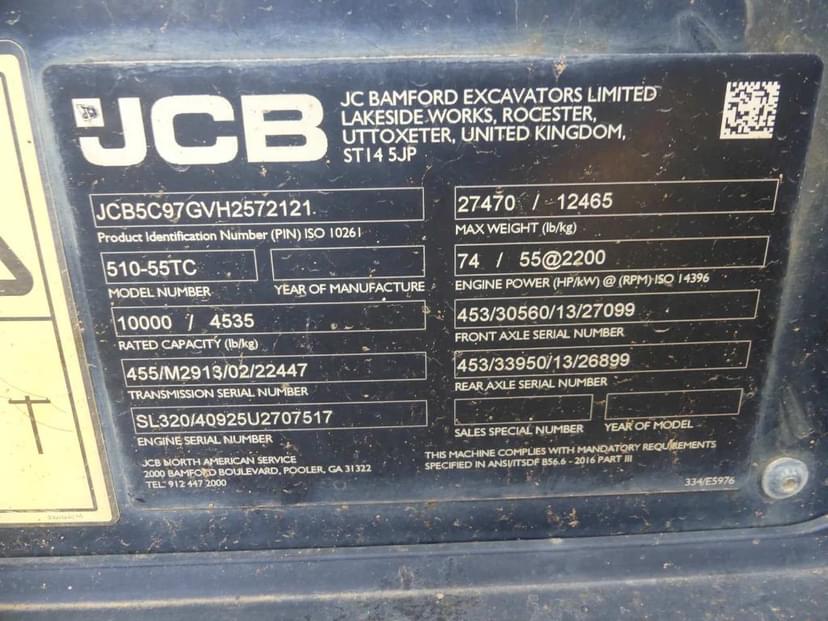 JCB
JC BAMFORD EXCAVATORS LIMITED
LAKESIDE WORKS, ROCESTER,
UTTOXETER, UNITED KINGDOM,
ST14 5JP
JCB5C97GVH2572121
Product Identification Number (PIN) ISO 10261
510-55TC
MODEL NUMBER
YEAR OF MANUFACTURE
10000 / 4535
RATED CAPACITY (lb/kg)
455/M2913/02/22447
TRANSMISSION SERIAL NUMBER
SL320/40925U2707517
ENGINE SERIAL NUMBER
JCB NORTH AMERICAN SERVICE
2000 BAMFORD BOULEVARD, POOLER, GA 31322
TEL: 912 447 2000
27470 / 12465
MAX WEIGHT (lb/kg)
74 / 55@2200
ENGINE POWER (HP/kW) @ (RPM) ISO 14396
453/30560/13/27099
FRONT AXLE SERIAL NUMBER
453/33950/13/26899
REAR AXLE SERIAL NUMBER
SALES SPECIAL NUMBER
YEAR OF MODEL
THIS MACHINE COMPLIES WITH MANDATORY REQUIREMENTS
SPECIFIED IN ANSI/ITSDF B56.6 - 2016 PART III
334/E5976